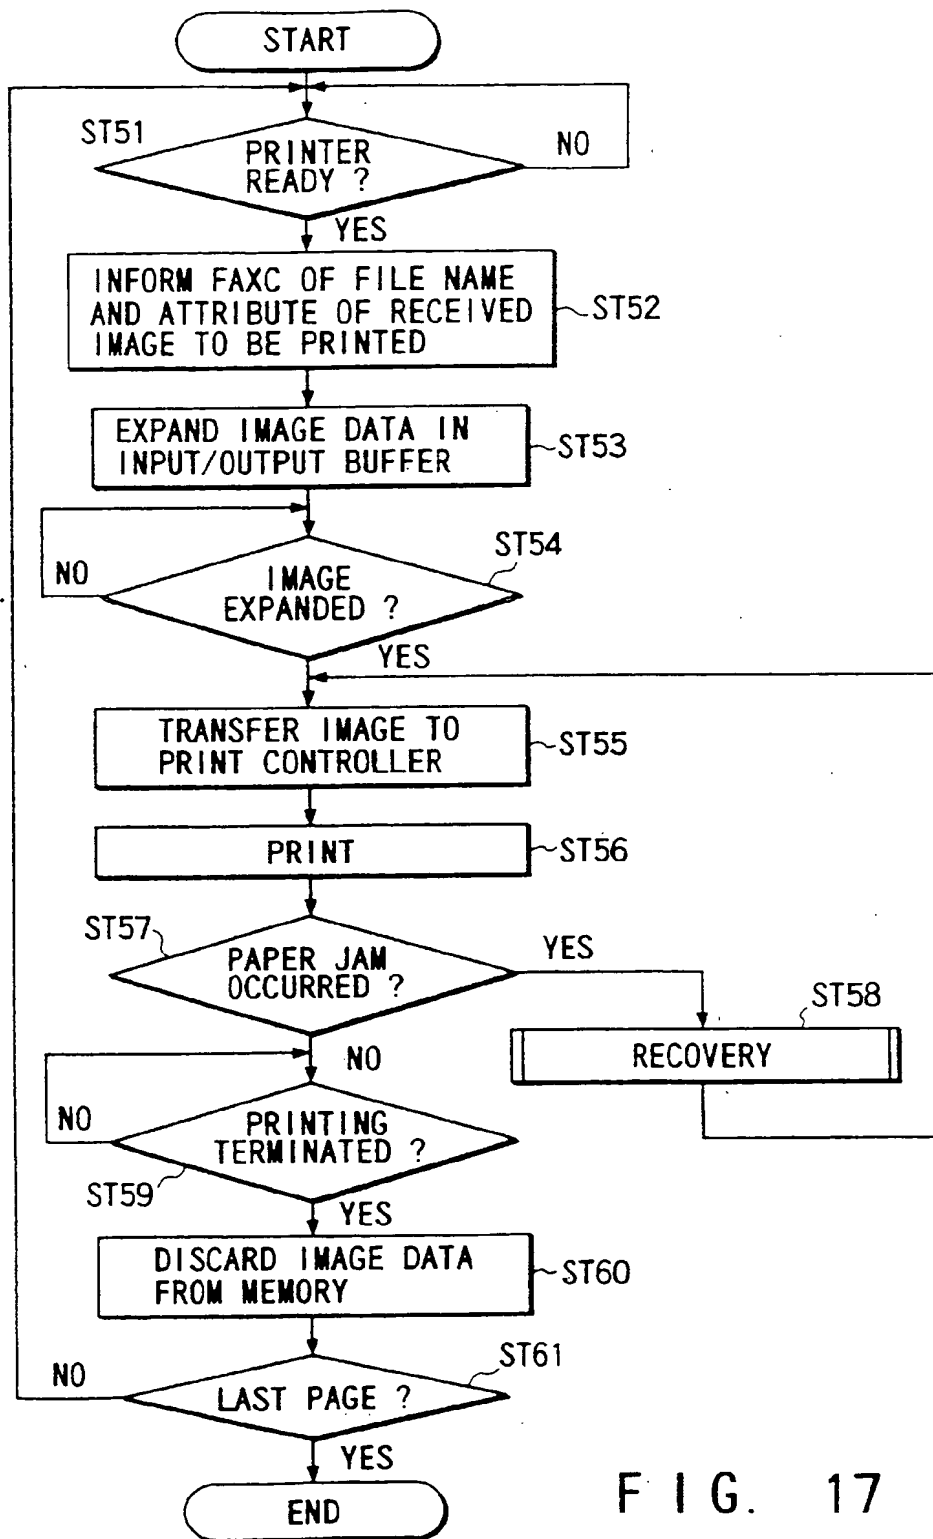 START
ST51
PRINTER
READY ?
NO
YES
INFORM FAXC OF FILE NAME
AND ATTRIBUTE OF RECEIVED
IMAGE TO BE PRINTED
ST52
EXPAND IMAGE DATA IN
INPUT/OUTPUT BUFFER
ST53
ST54
NO
IMAGE
EXPANDED ?
YES
TRANSFER IMAGE TO
PRINT CONTROLLER
ST55
PRINT
ST56
ST57
PAPER JAM
OCCURRED ?
YES
ST58
RECOVERY
NO
NO
PRINTING
TERMINATED ?
ST59
YES
DISCARD IMAGE DATA
FROM MEMORY
ST60
ST61
NO
LAST PAGE ?
YES
END
FIG. 17